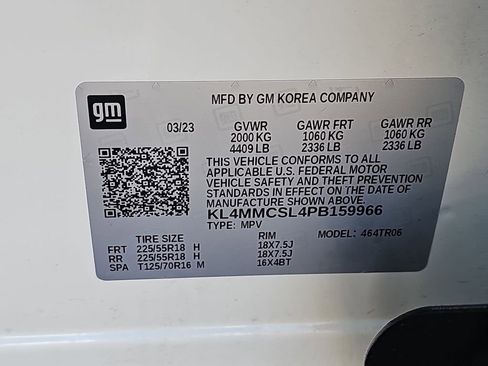 gm
MFD BY GM KOREA COMPANY
03/23 GVWR GAWR FRT GAWR RR
2000 KG 1060 KG 1060 KG
4409 LB 2336 LB 2336 LB
THIS VEHICLE CONFORMS TO ALL
APPLICABLE U.S. FEDERAL MOTOR
VEHICLE SAFETY AND THEFT PREVENTION
STANDARDS IN EFFECT ON THE DATE OF
MANUFACTURE SHOWN ABOVE.
KL4MMCSL4PB159966
TYPE: MPV
TIRE SIZE RIM MODEL: 464TR06
FRT 225/55R18 H 18X7.5J
RR 225/55R18 H 18X7.5J
SPA T125/70R16 M 16X4BT